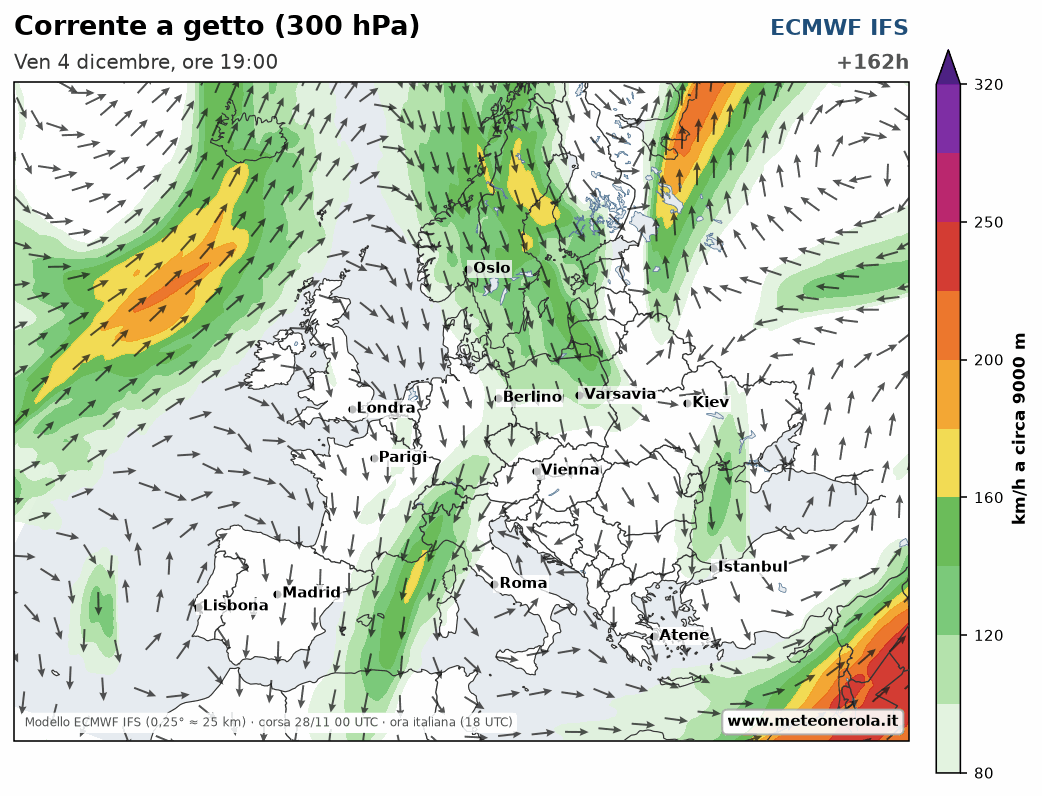 Corrente a getto (300 hPa)
ECMWF IFS
Ven 4 dicembre, ore 19:00
+162h
320
250
200
160
120
80
km/h a circa 9000 m
Oslo
Berlino
Varsavia
Kiev
Londra
Parigi
Vienna
Istanbul
Roma
Madrid
Lisbona
Atene
Modello ECMWF IFS (0,25° ≈ 25 km) · corsa 28/11 00 UTC · ora italiana (18 UTC)
www.meteonerola.it